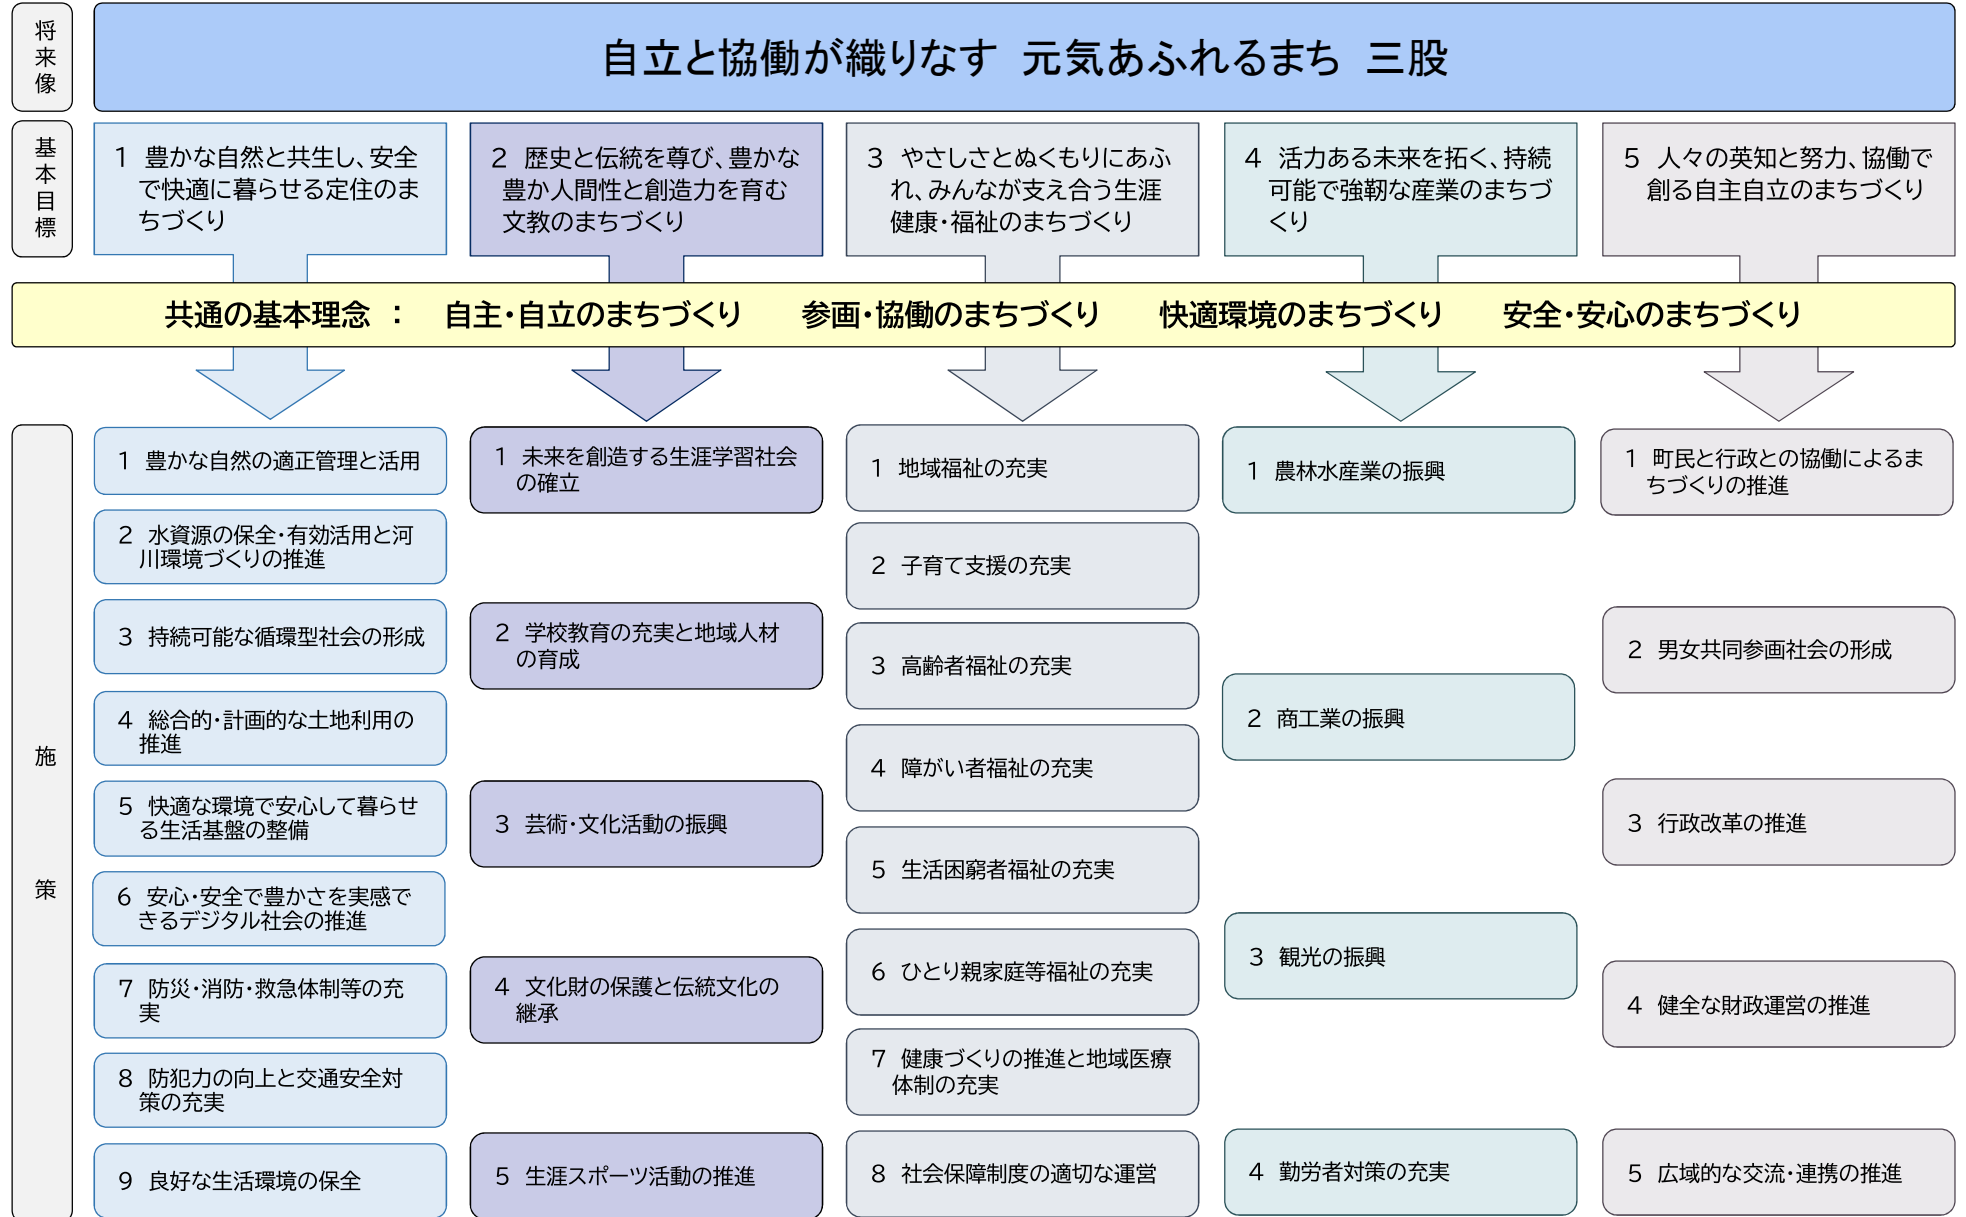 将来像
自立と協働が織りなす 元気あふれるまち 三股
基本目標
1 豊かな自然と共生し、安全
で快適に暮らせる定住のま
ちづくり
2 歴史と伝統を尊び、豊かな
豊か人間性と創造力を育む
文教のまちづくり
3 やさしさとぬくもりにあふ
れ、みんなが支え合う生涯
健康・福祉のまちづくり
4 活力ある未来を拓く、持続
可能で強靭な産業のまちづ
くり
5 人々の英知と努力、協働で
創る自主自立のまちづくり
共通の基本理念 : 自主・自立のまちづくり 参画・協働のまちづくり 快適環境のまちづくり 安全・安心のまちづくり
施策
1 豊かな自然の適正管理と活用
2 水資源の保全・有効活用と河
川環境づくりの推進
3 持続可能な循環型社会の形成
4 総合的・計画的な土地利用の
推進
5 快適な環境で安心して暮らせ
る生活基盤の整備
6 安心・安全で豊かさを実感で
きるデジタル社会の推進
7 防災・消防・救急体制等の充
実
8 防犯力の向上と交通安全対
策の充実
9 良好な生活環境の保全
1 未来を創造する生涯学習社会
の確立
2 学校教育の充実と地域人材
の育成
3 芸術・文化活動の振興
4 文化財の保護と伝統文化の
継承
5 生涯スポーツ活動の推進
1 地域福祉の充実
2 子育て支援の充実
3 高齢者福祉の充実
4 障がい者福祉の充実
5 生活困窮者福祉の充実
6 ひとり親家庭等福祉の充実
7 健康づくりの推進と地域医療
体制の充実
8 社会保障制度の適切な運営
1 農林水産業の振興
2 商工業の振興
3 観光の振興
4 勤労者対策の充実
1 町民と行政との協働によるま
ちづくりの推進
2 男女共同参画社会の形成
3 行政改革の推進
4 健全な財政運営の推進
5 広域的な交流・連携の推進